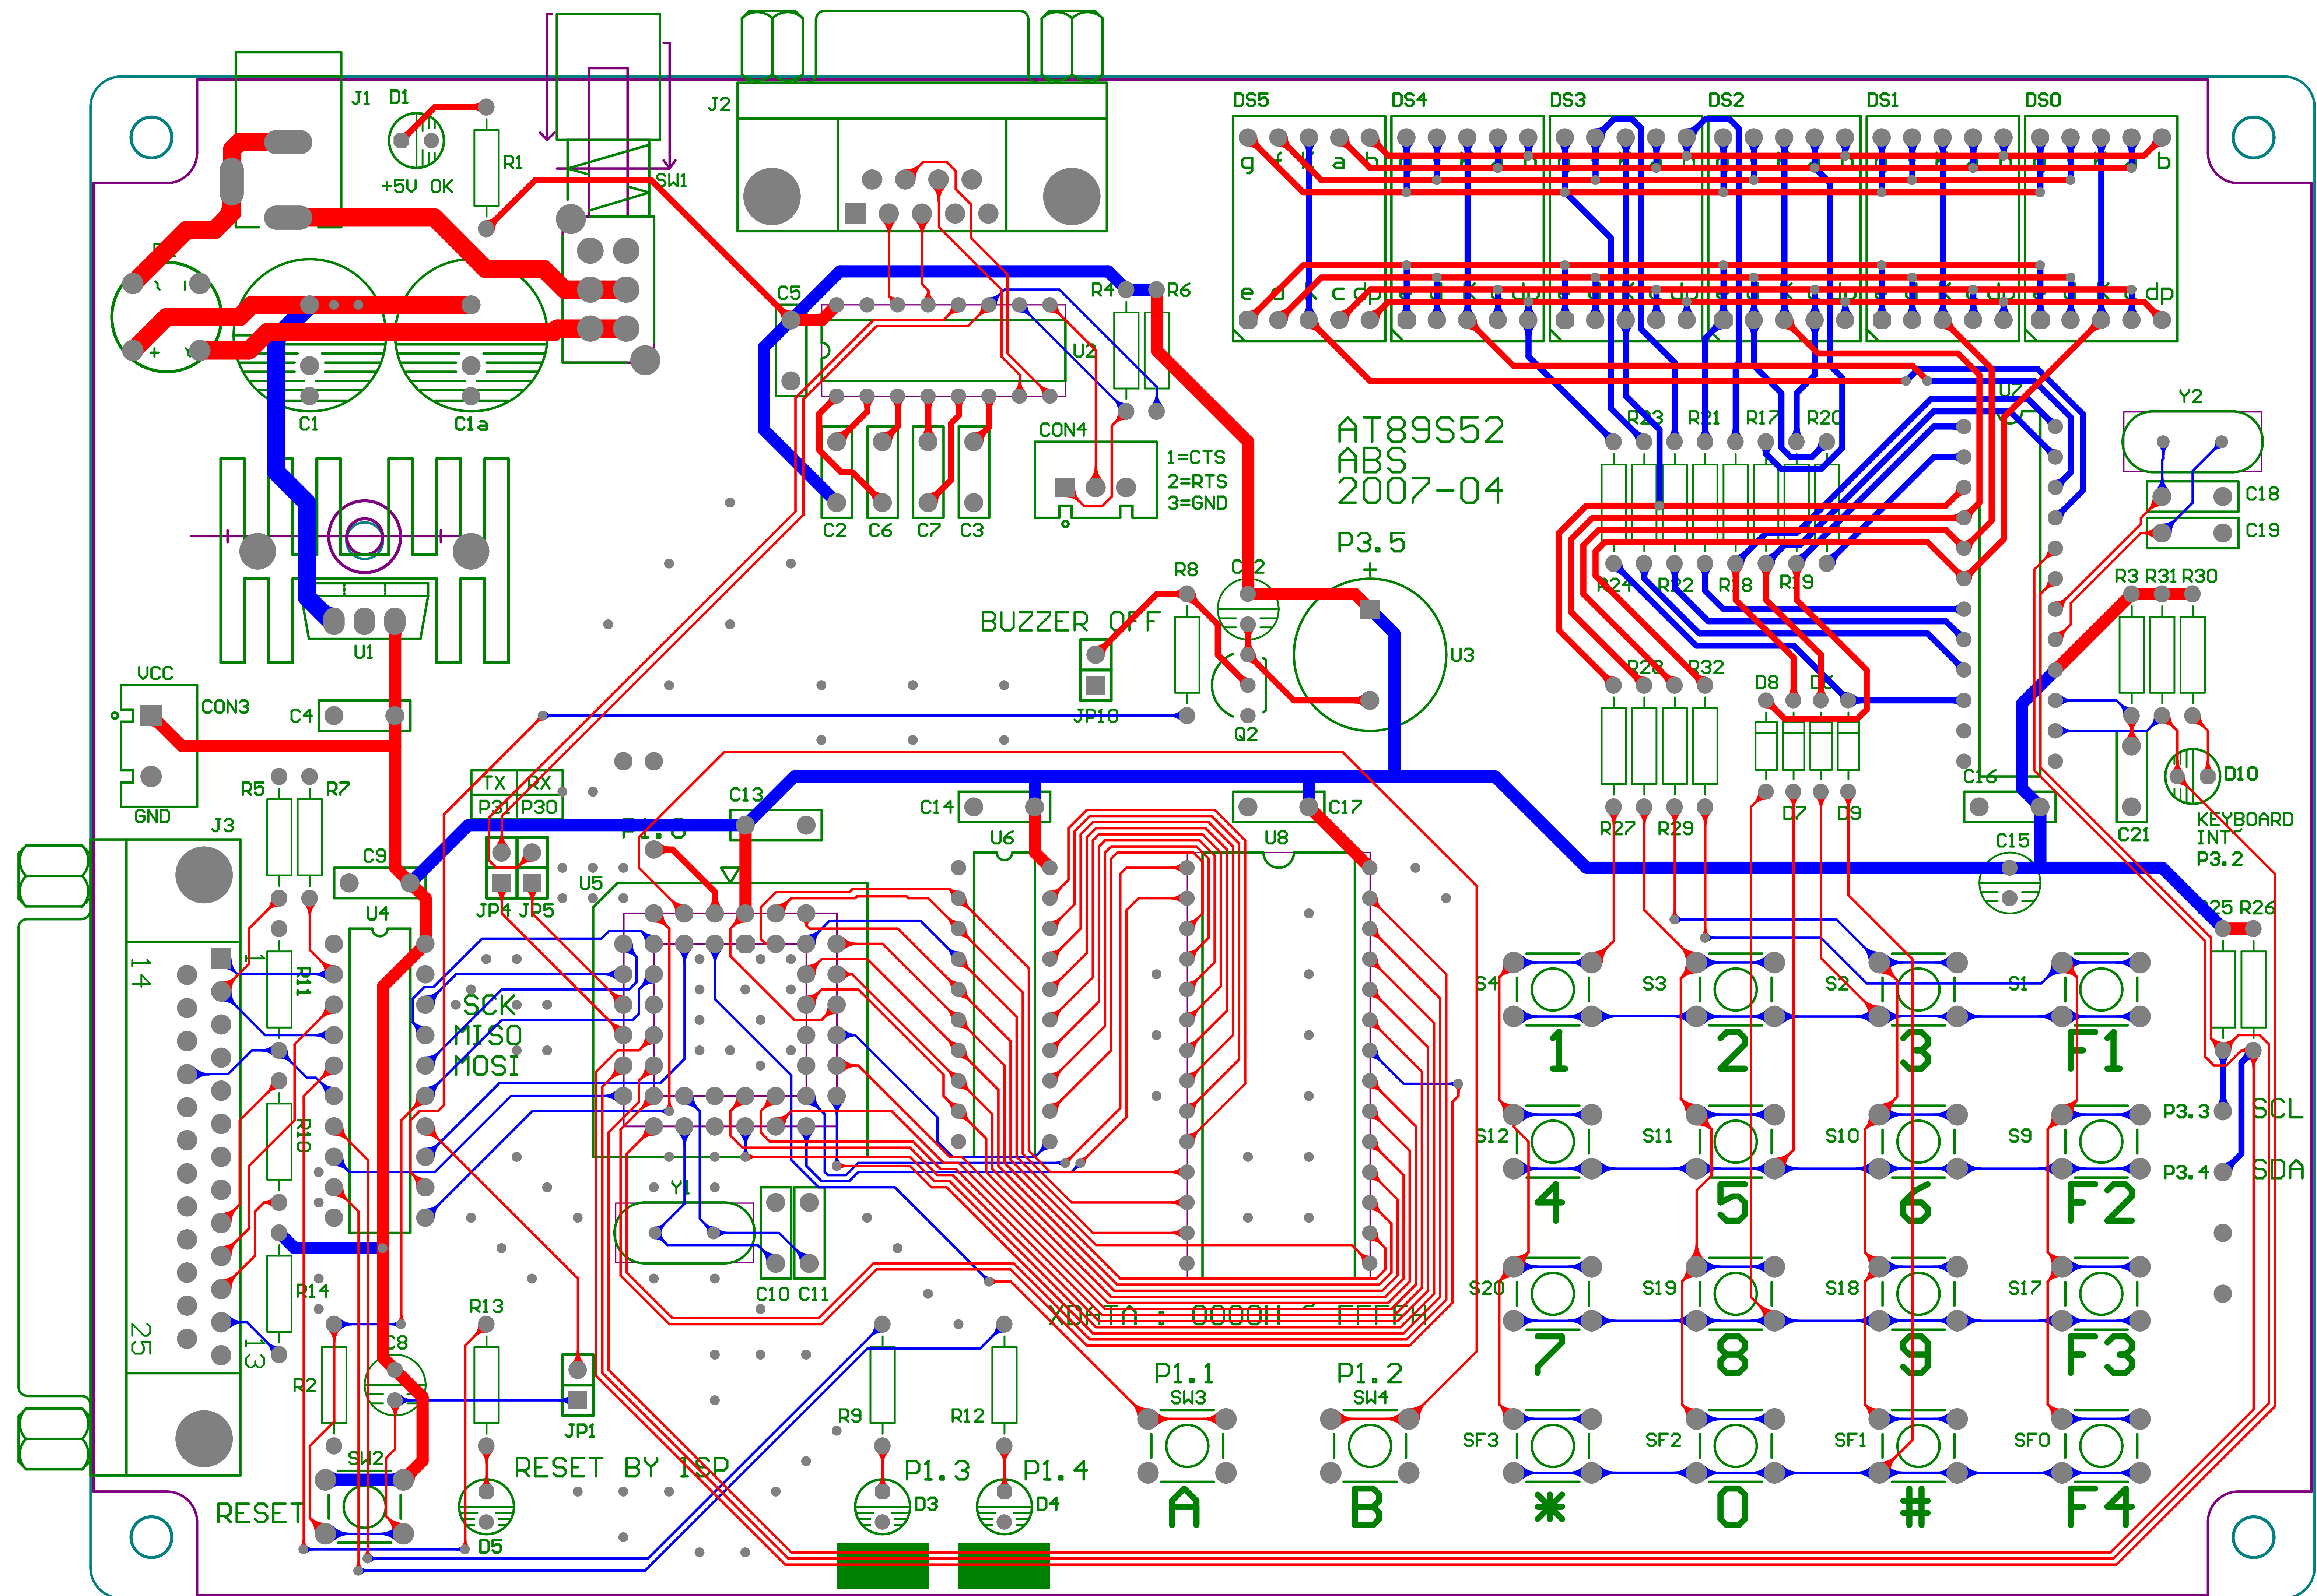 J1
D1
+5V OK
R1
SW1
J2
DS5
DS4
DS3
DS2
DS1
DS0
g
f
a
b
b
e
d
c
dp
dp
C5
R4
R6
U2
C1
C1a
C2
C6
C7
C3
CON4
1=CTS
2=RTS
3=GND
AT89S52
ABS
2007-04
P3.5
+
R23
R21
R17
R20
Y2
C18
C19
R24
R22
R18
R19
R3
R31
R30
R8
BUZZER OFF
JP10
Q2
U3
U1
VCC
CON3
GND
C4
R28
R32
D8
R5
R7
TX
RX
P31
P30
C13
C14
C17
U6
U8
R27
R29
D7
D9
C16
C15
C21
D10
KEYBOARD
INT
P3.2
J3
C9
U4
U5
JP4
JP5
R25
R26
1
14
R11
SCK
MISO
MOSI
S4
S3
S2
S1
1
2
3
F1
R10
S12
S11
S10
S9
P3.3
SCL
P3.4
SDA
4
5
6
F2
Y1
C10
C11
R14
R13
25
13
XDATA : 0000H - FFFFH
S20
S19
S18
S17
7
8
9
F3
C8
R2
JP1
R9
R12
P1.1
SW3
P1.2
SW4
SF3
SF2
SF1
SF0
SW2
RESET BY ISP
P1.3
P1.4
D3
D4
RESET
D5
A
B
*
0
#
F4